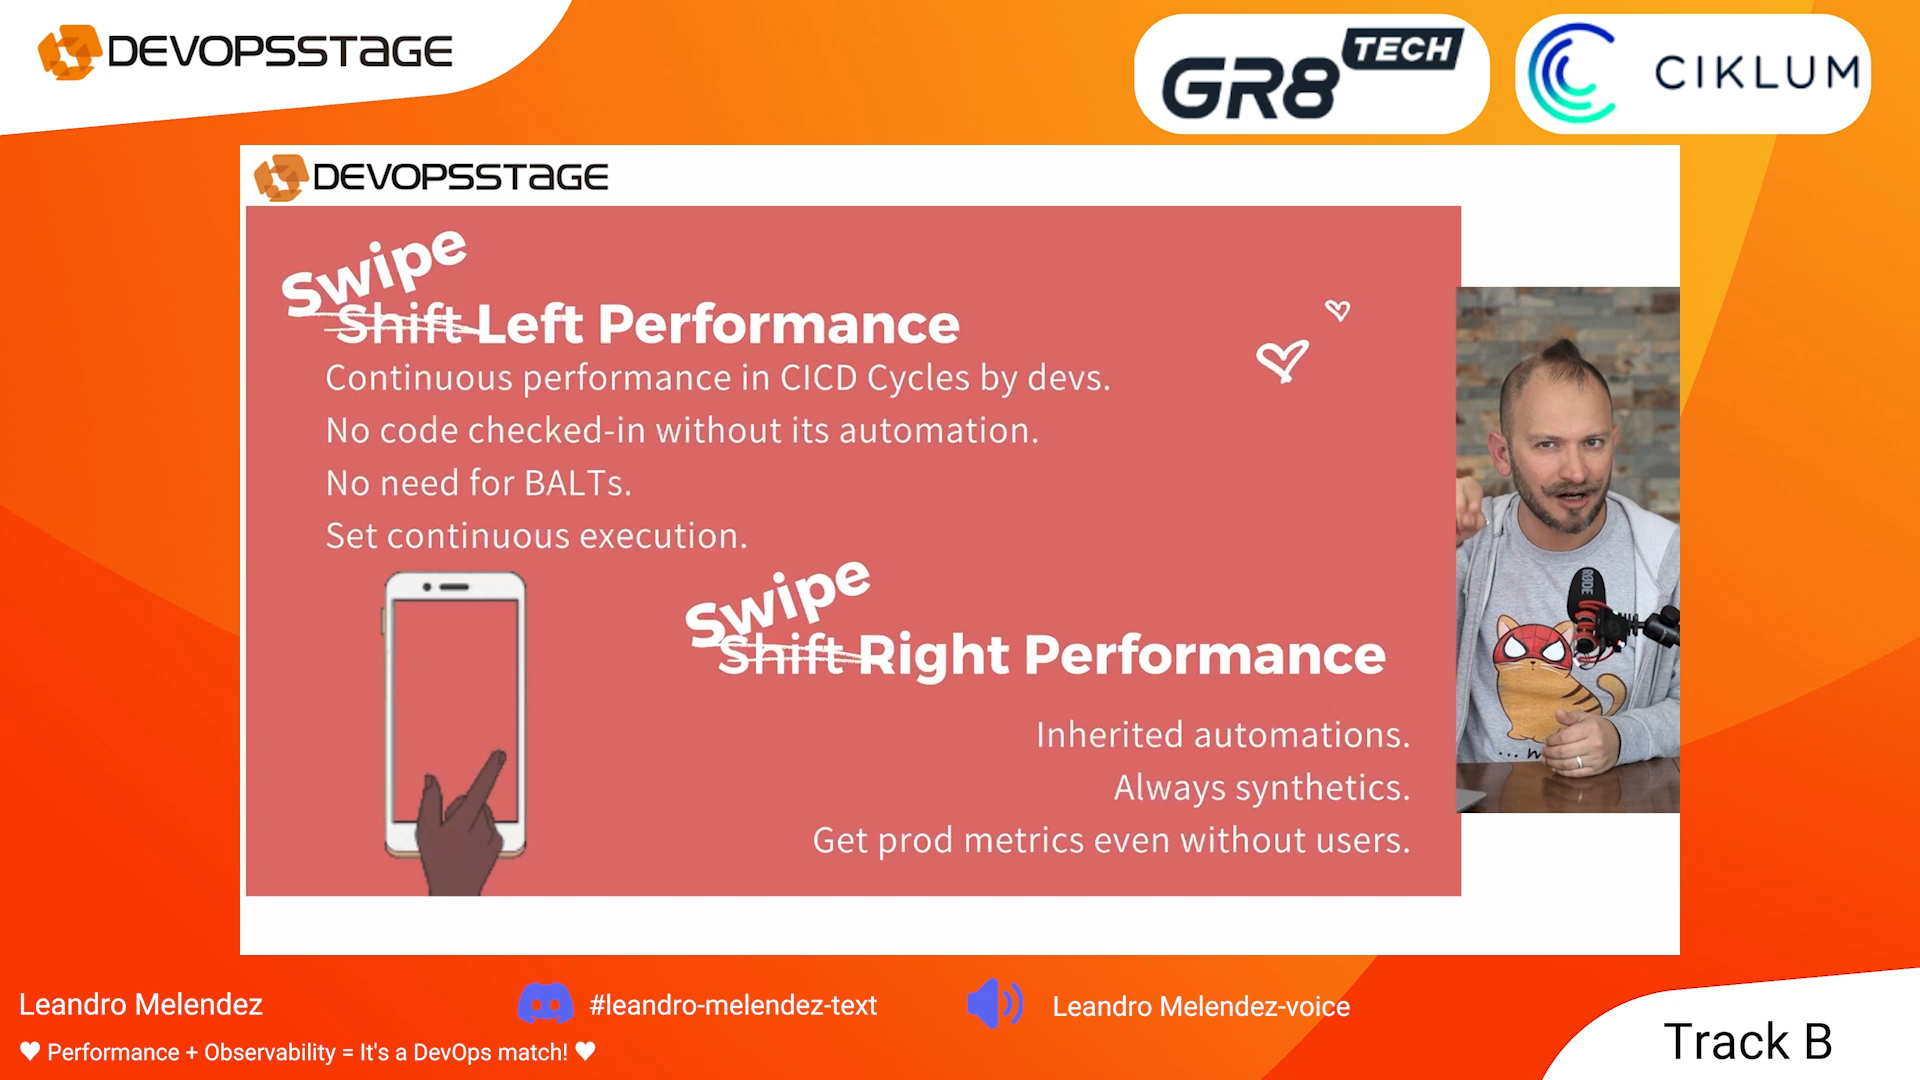 DEVOPSSTAGE
GR8 TECH
CIKLUM
DEVOPSSTAGE
Swipe
Shift Left Performance
Continuous performance in CICD Cycles by devs.
No code checked-in without its automation.
No need for BALTs.
Set continuous execution.
Swipe
Shift Right Performance
Inherited automations.
Always synthetics.
Get prod metrics even without users.
RØDE
Leandro Melendez
♥ Performance + Observability = It's a DevOps match! ♥
#leandro-melendez-text
Leandro Melendez-voice
Track B